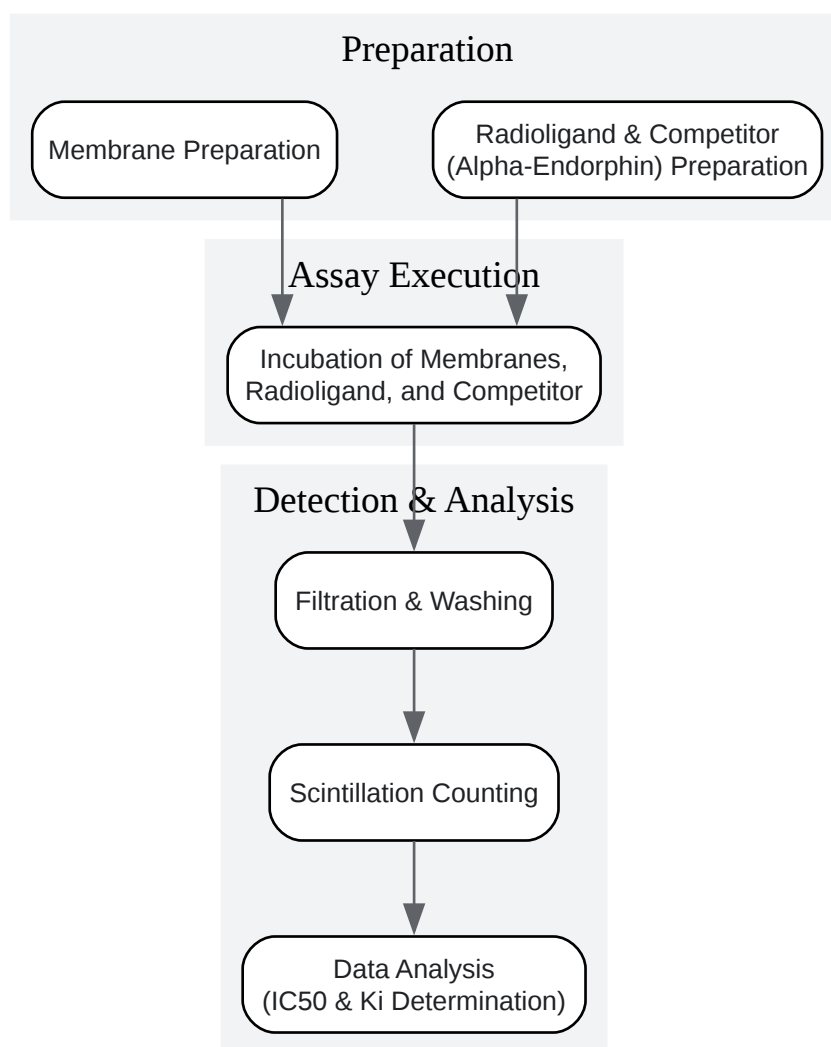 Preparation
Membrane Preparation
Radioligand & Competitor
(Alpha-Endorphin) Preparation
Assay Execution
Incubation of Membranes,
Radioligand, and Competitor
Detection & Analysis
Filtration & Washing
Scintillation Counting
Data Analysis
(IC50 & Ki Determination)